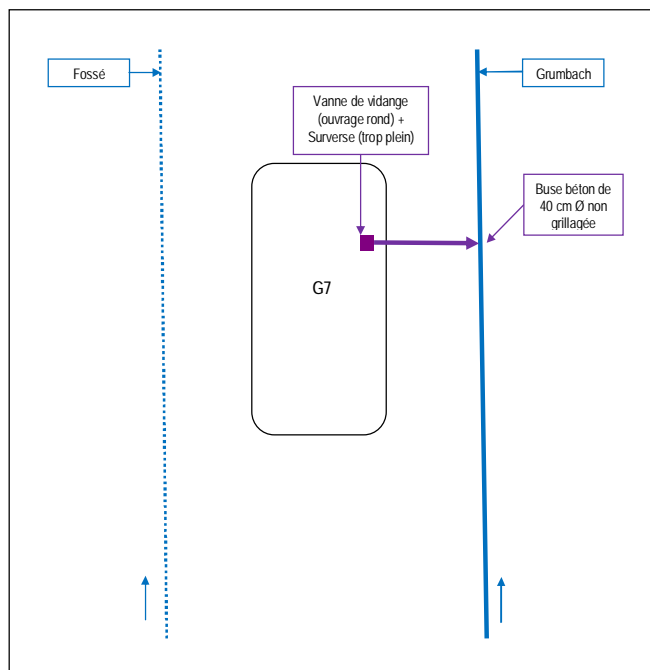 Fossé
Grumbach
Vanne de vidange
(ouvrage rond) +
Surverse (trop plein)
Buse béton de
40 cm Ø non
grillagée
G7